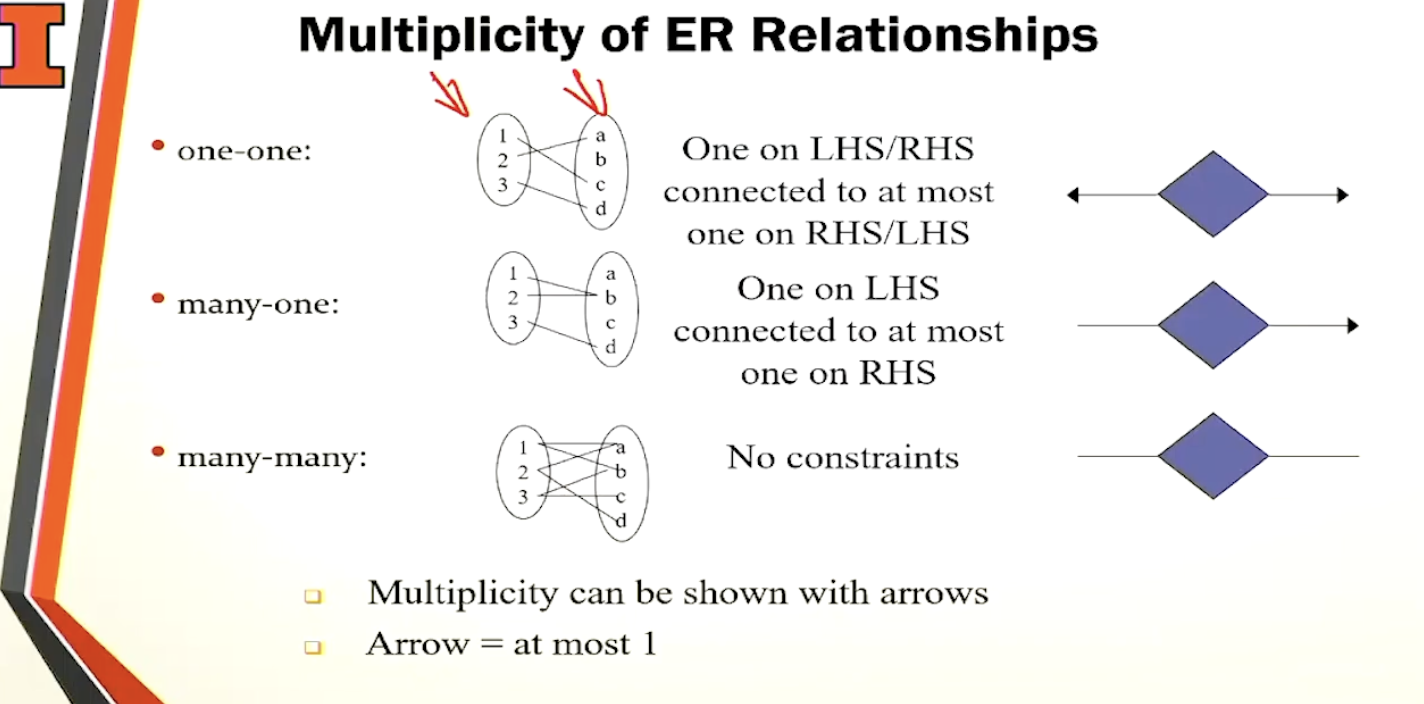 I
Multiplicity of ER Relationships
• one-one:
1
2
3
a
b
c
d
One on LHS/RHS
connected to at most
one on RHS/LHS
• many-one:
1
2
3
a
b
c
d
One on LHS
connected to at most
one on RHS
• many-many:
1
2
3
a
b
c
d
No constraints
Multiplicity can be shown with arrows
Arrow = at most 1